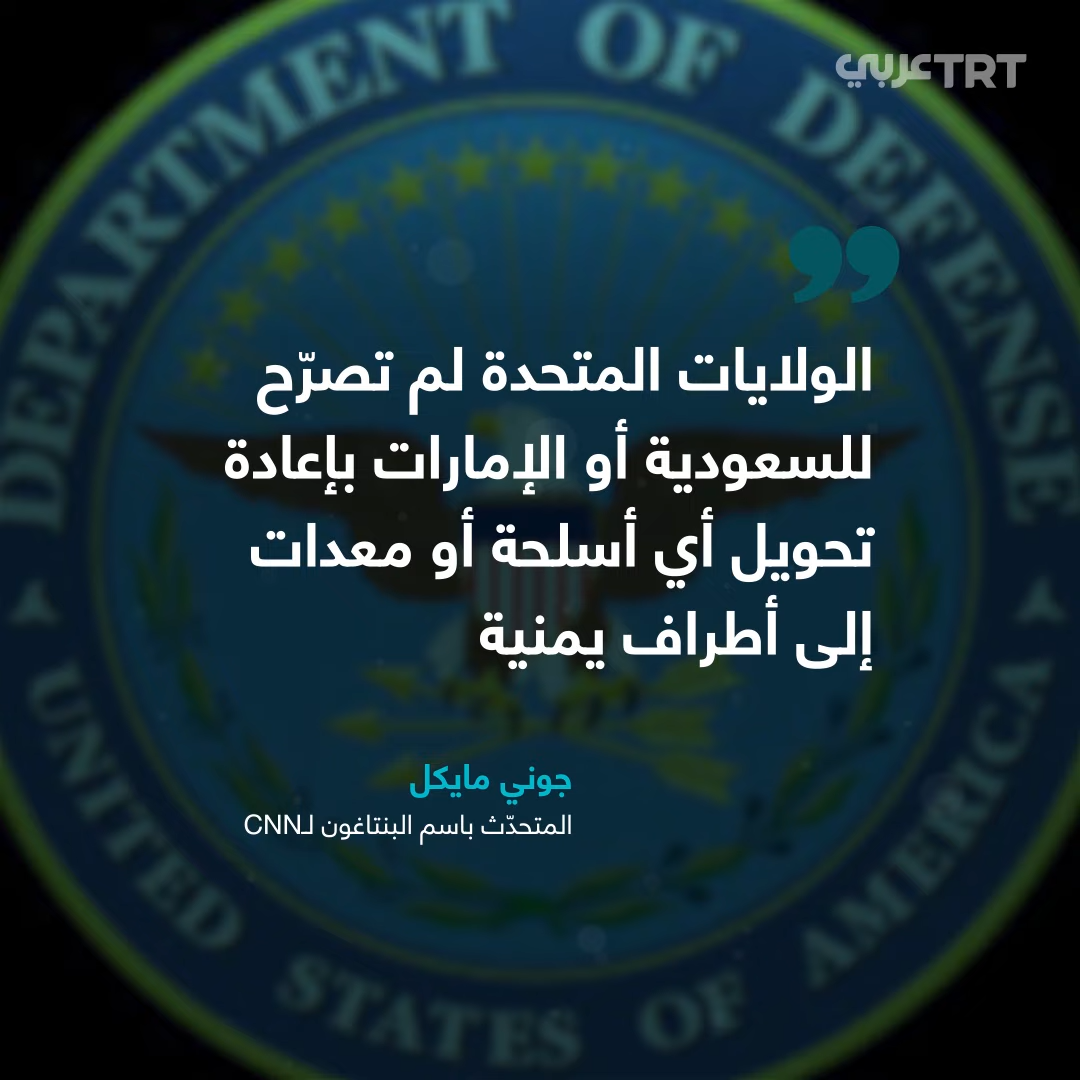 TRT عربي
DEPARTMENT OF DEFENSE
الولايات المتحدة لم تصرّح
للسعودية أو الإمارات بإعادة
تحويل أي أسلحة أو معدات
إلى أطراف يمنية
جوني مايكل
المتحدّث باسم البنتاغون لـCNN
UNITED STATES OF AMERICA